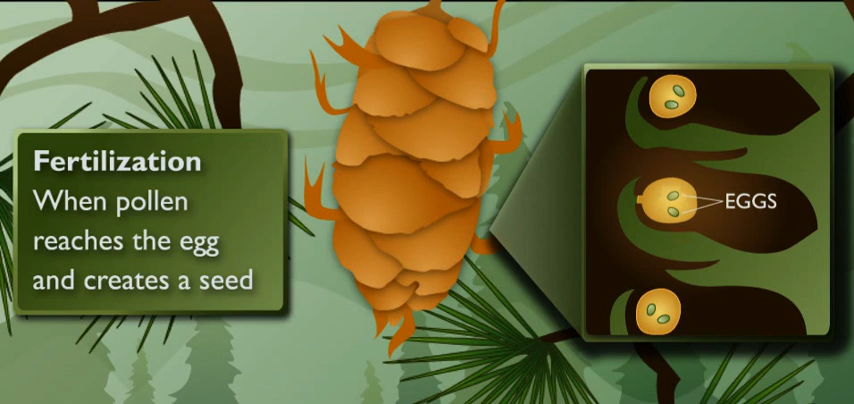 Fertilization
When pollen
reaches the egg
and creates a seed
EGGS